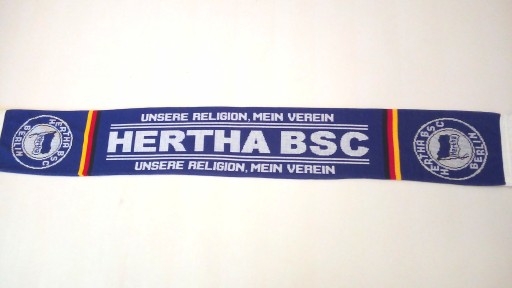 UNSERE RELIGION, MEIN VEREIN
HERTHA BSC
UNSERE RELIGION, MEIN VEREIN
HERTHA BSC
BERLIN
HERTHA BSC
BERLIN